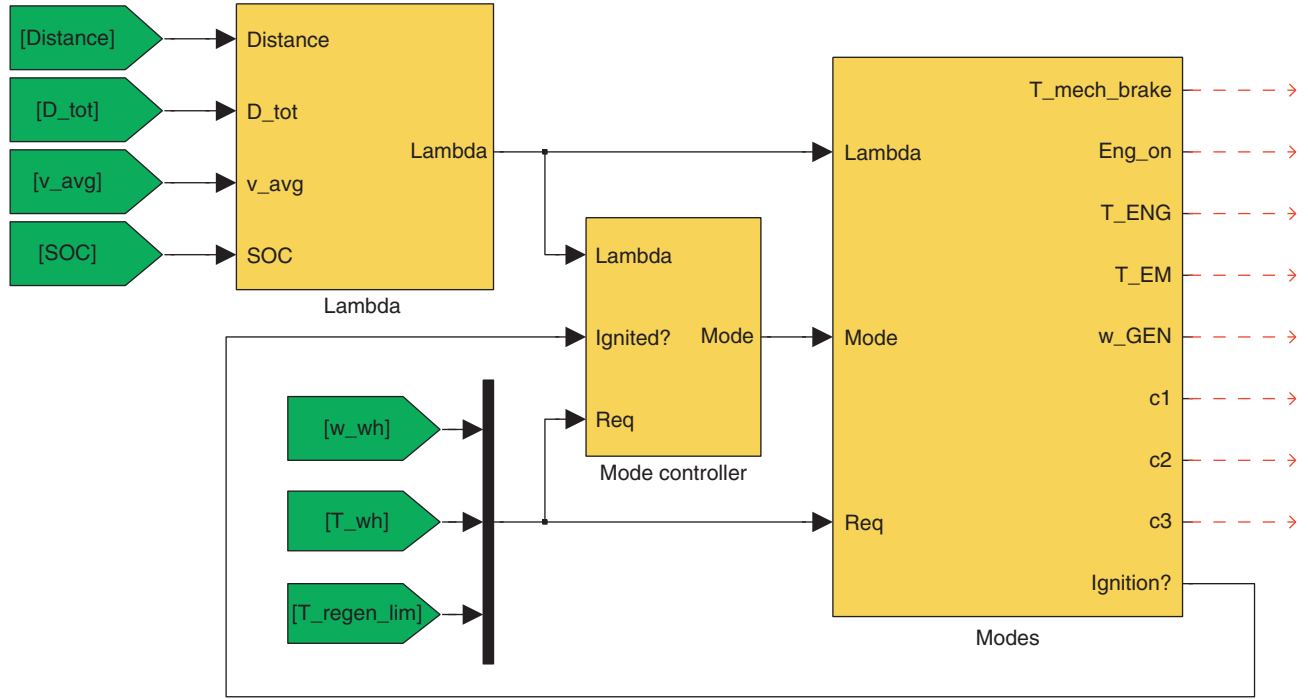 [Distance]
[D_tot]
[v_avg]
[SOC]
Distance
D_tot
v_avg
SOC
Lambda
Lambda
[w_wh]
[T_wh]
[T_regen_lim]
Lambda
Ignited?
Req
Mode
Mode controller
Lambda
Mode
Req
T_mech_brake
Eng_on
T_ENG
T_EM
w_GEN
c1
c2
c3
Ignition?
Modes